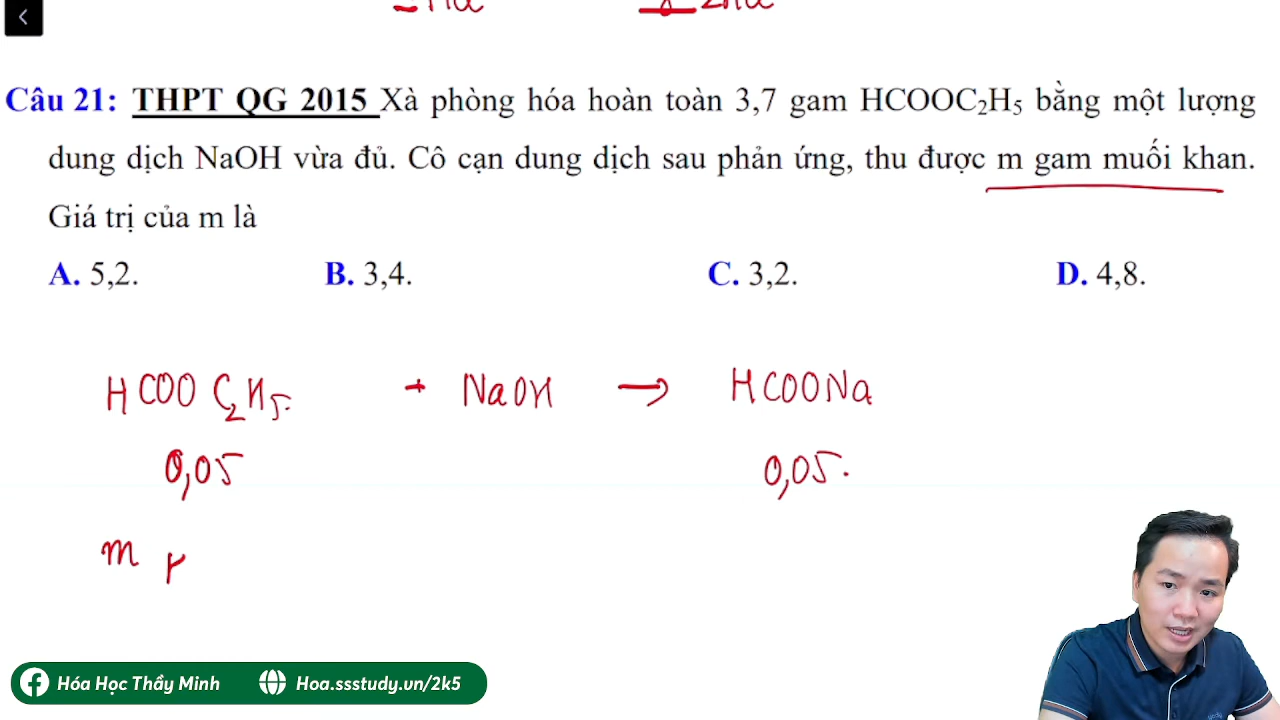 Câu 21: THPT QG 2015 Xà phòng hóa hoàn toàn 3,7 gam HCOOC₂H₅ bằng một lượng
dung dịch NaOH vừa đủ. Cô cạn dung dịch sau phản ứng, thu được m gam muối khan.
Giá trị của m là
A. 5,2. B. 3,4. C. 3,2. D. 4,8.
HCOO C₂H₅ + NaOH → HCOONa
0,05 0,05.
m
Hóa Học Thầy Minh Hoa.ssstudy.vn/2k5